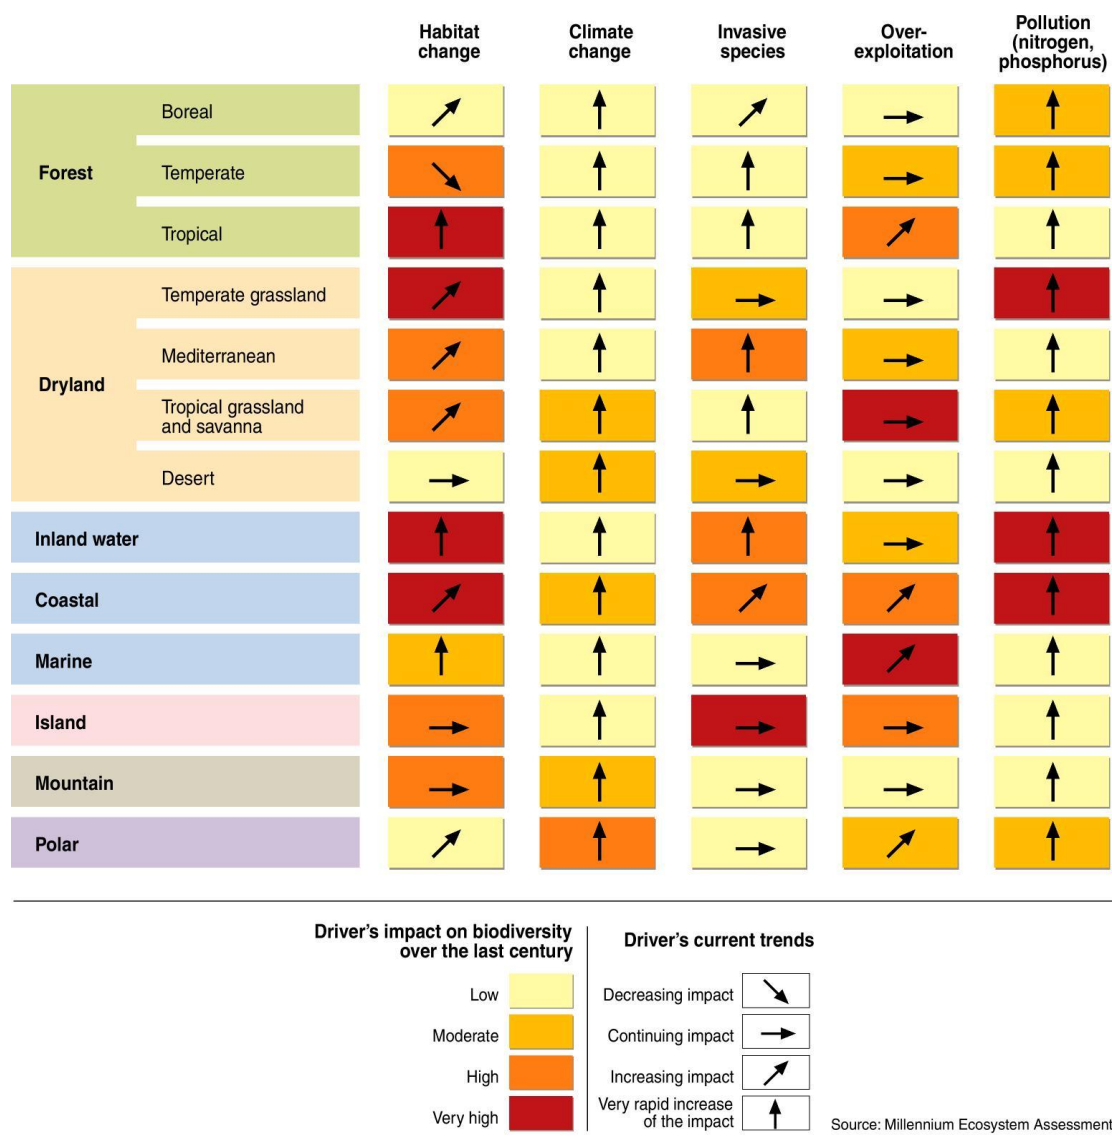 Habitat
change
Climate
change
Invasive
species
Over-
exploitation
Pollution
(nitrogen,
phosphorus)
Forest
Boreal
Temperate
Tropical
Dryland
Temperate grassland
Mediterranean
Tropical grassland
and savanna
Desert
Inland water
Coastal
Marine
Island
Mountain
Polar
Driver's impact on biodiversity
over the last century
Low
Moderate
High
Very high
Driver's current trends
Decreasing impact
Continuing impact
Increasing impact
Very rapid increase
of the impact
Source: Millennium Ecosystem Assessment